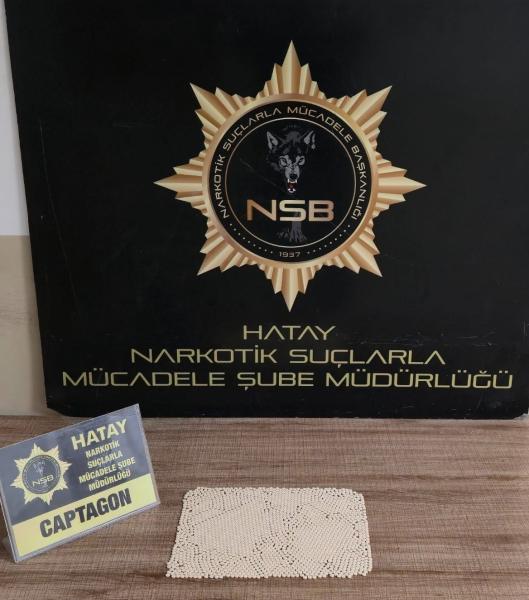 NARKOTİK SUÇLARLA MÜCADELE BAŞKANLIĞI
NSB
1937
HATAY
NARKOTİK SUÇLARLA
MÜCADELE ŞUBE MÜDÜRLÜĞÜ
HATAY
NARKOTİK
SUÇLARLA
MÜCADELE ŞUBE
MÜDÜRLÜĞÜ
NSB
CAPTAGON